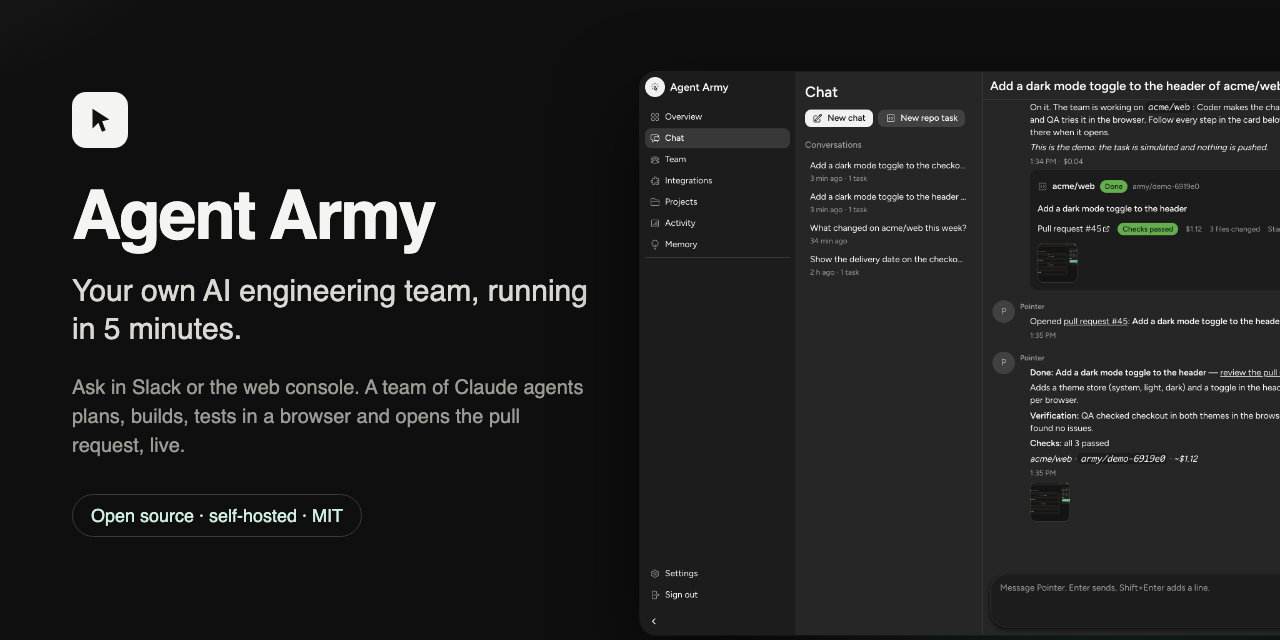 Agent Army
Your own AI engineering team, running
in 5 minutes.
Ask in Slack or the web console. A team of Claude agents
plans, builds, tests in a browser and opens the pull
request, live.
Open source · self-hosted · MIT
Agent Army
Overview
Chat
Team
Integrations
Projects
Activity
Memory
Settings
Sign out
Chat
New chat
New repo task
Conversations
Add a dark mode toggle to the checko...
3 min ago · 1 task
Add a dark mode toggle to the header ...
3 min ago · 1 task
What changed on acme/web this week?
34 min ago
Show the delivery date on the checko...
2 h ago · 1 task
Add a dark mode toggle to the header of acme/web
On it. The team is working on acme/web : Coder makes the cha
and QA tries it in the browser. Follow every step in the card belo
there when it opens.
This is the demo: the task is simulated and nothing is pushed.
1:34 PM · $0.04
acme/web Done army/demo-6919e0
Add a dark mode toggle to the header
Pull request #45 Checks passed $1.12 3 files changed Sta
P
Pointer
Opened pull request #45: Add a dark mode toggle to the heade
1:35 PM
P
Pointer
Done: Add a dark mode toggle to the header — review the pull
Adds a theme store (system, light, dark) and a toggle in the head
per browser.
Verification: QA checked checkout in both themes in the brows
found no issues.
Checks: all 3 passed
acme/web · army/demo-6919e0 · ~$1.12
1:35 PM
Message Pointer. Enter sends, Shift+Enter adds a line.